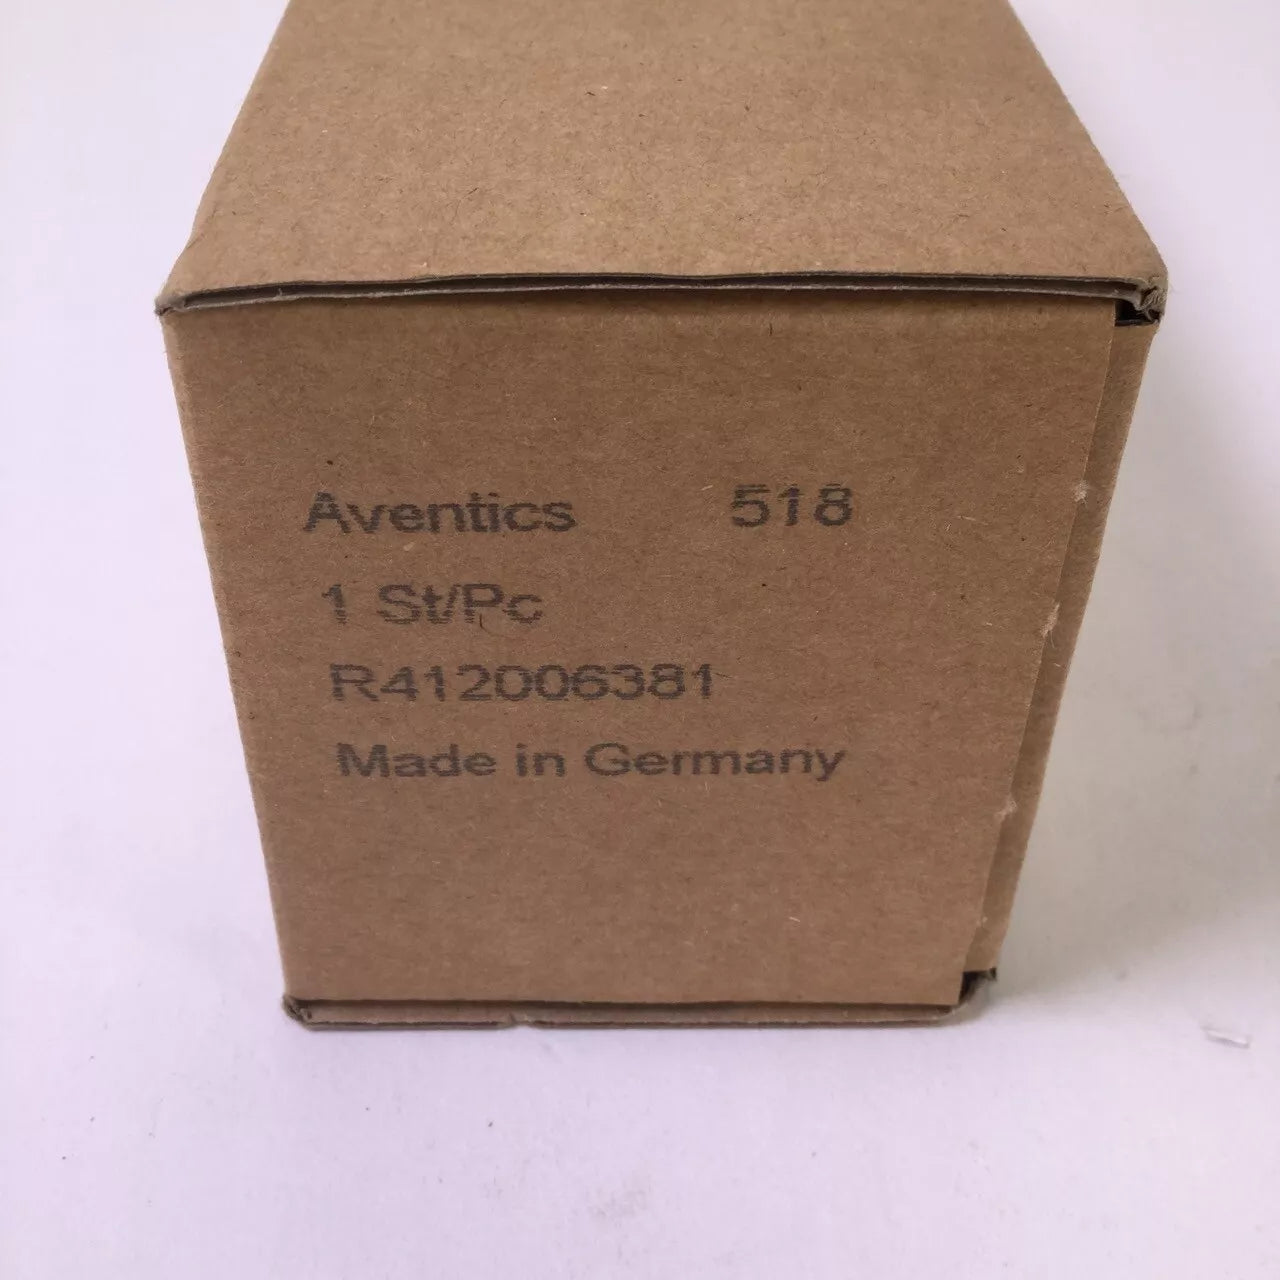 Aventics 518
1 St/Pc
R412006381
Made in Germany